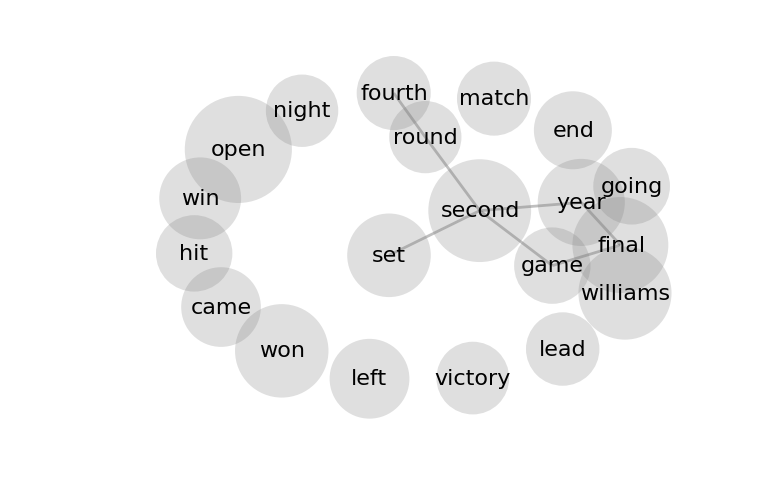 fourth
match
night
end
round
open
going
win
year
second
final
hit
set
game
williams
came
lead
won
left
victory